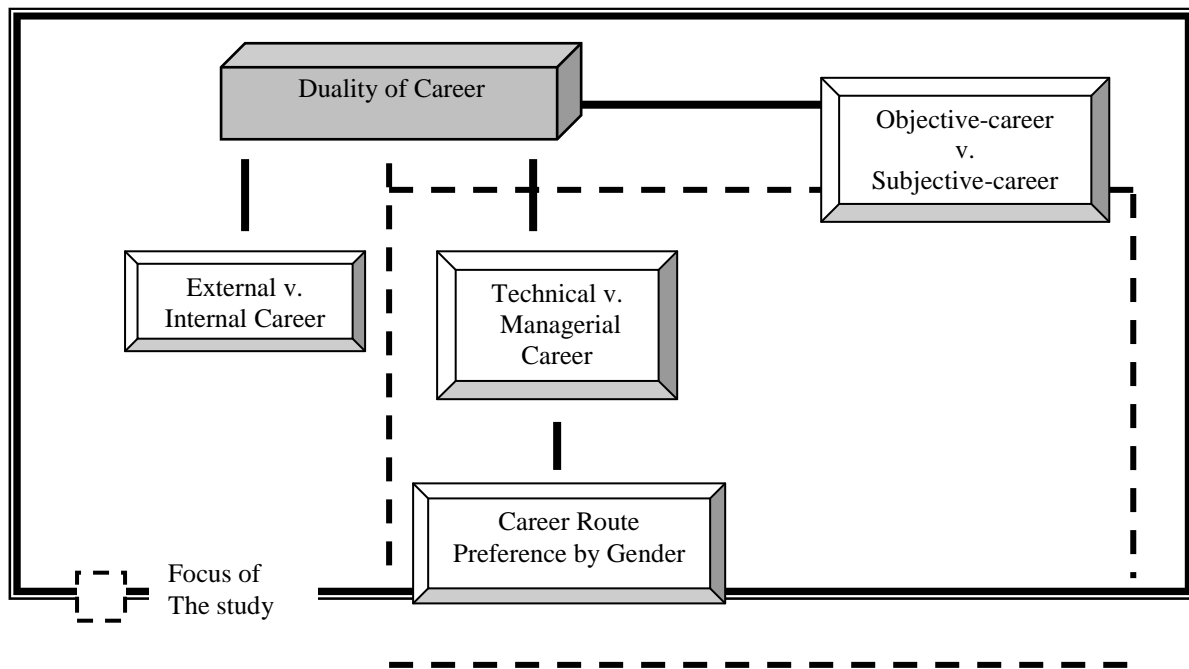 Duality of Career
Objective-career
v.
Subjective-career
External v.
Internal Career
Technical v.
Managerial
Career
Career Route
Preference by Gender
Focus of
The study